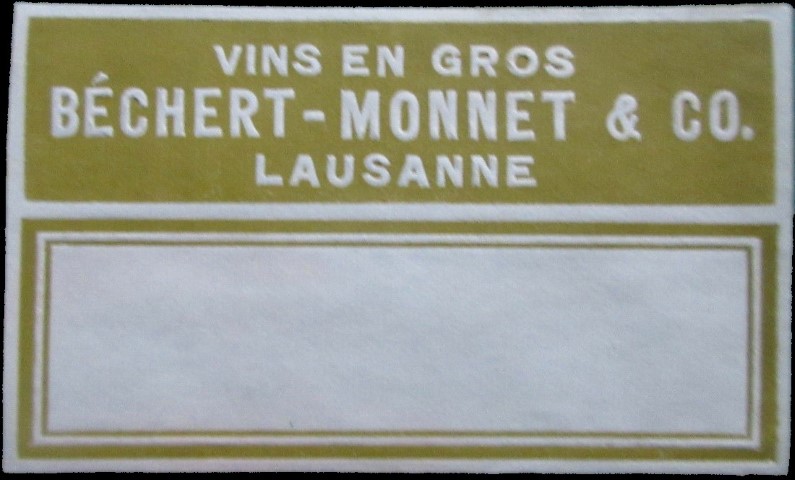 VINS EN GROS
BÉCHERT-MONNET & CO.
LAUSANNE